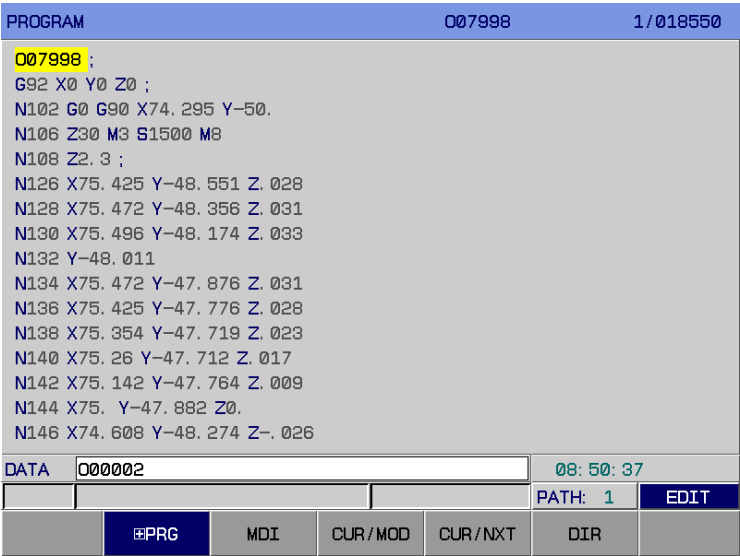 PROGRAM O07998 1/018550
O07998 ;
G92 X0 Y0 Z0 ;
N102 G0 G90 X74.295 Y-50.
N106 Z30 M3 S1500 M8
N108 Z2.3 ;
N126 X75.425 Y-48.551 Z.028
N128 X75.472 Y-48.356 Z.031
N130 X75.496 Y-48.174 Z.033
N132 Y-48.011
N134 X75.472 Y-47.876 Z.031
N136 X75.425 Y-47.776 Z.028
N138 X75.354 Y-47.719 Z.023
N140 X75.26 Y-47.712 Z.017
N142 X75.142 Y-47.764 Z.009
N144 X75. Y-47.882 Z0.
N146 X74.608 Y-48.274 Z-.026
DATA O00002 08:50:37
PATH: 1 EDIT
⊞PRG MDI CUR/MOD CUR/NXT DIR